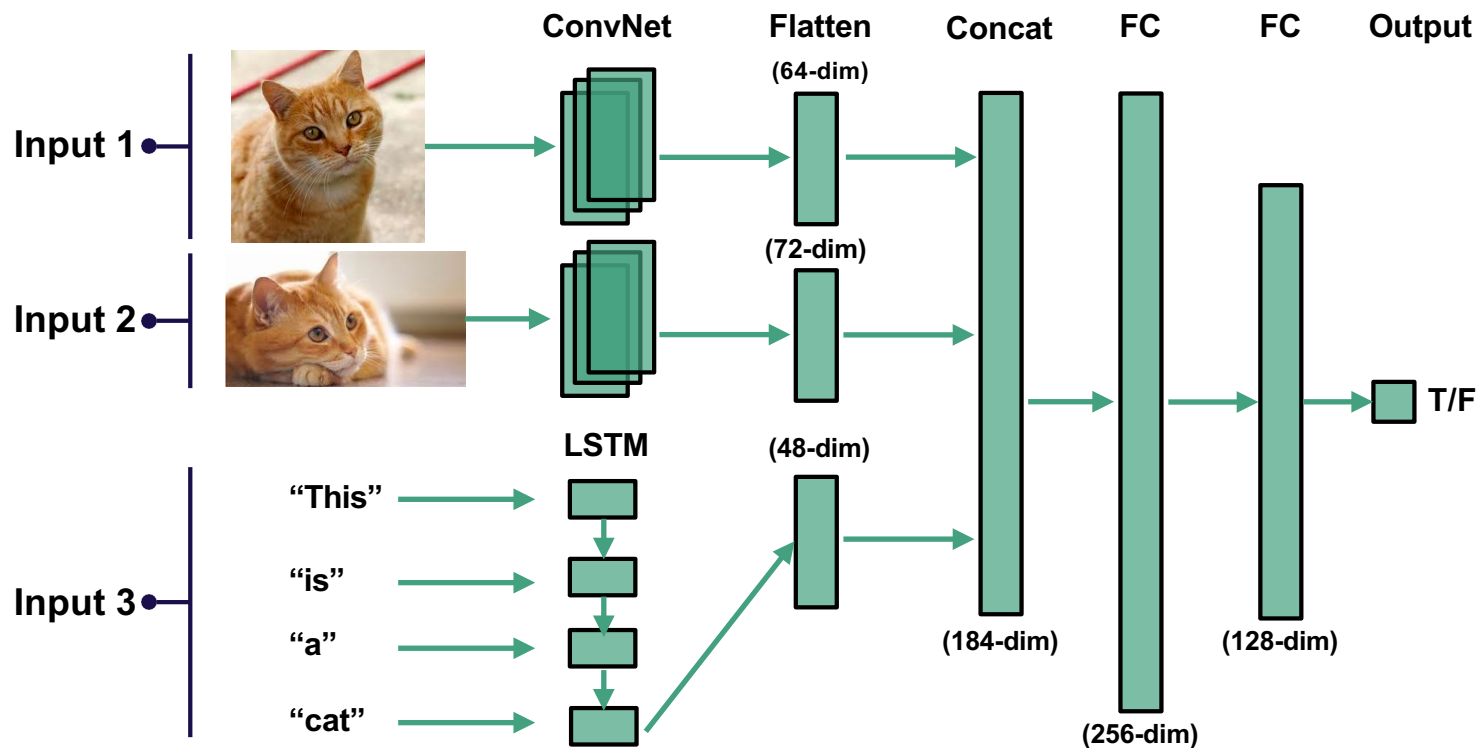 ConvNet
Flatten
Concat
FC
FC
Output
(64-dim)
Input 1
(72-dim)
Input 2
T/F
LSTM
(48-dim)
“This”
“is”
Input 3
“a”
“cat”
(184-dim)
(128-dim)
(256-dim)